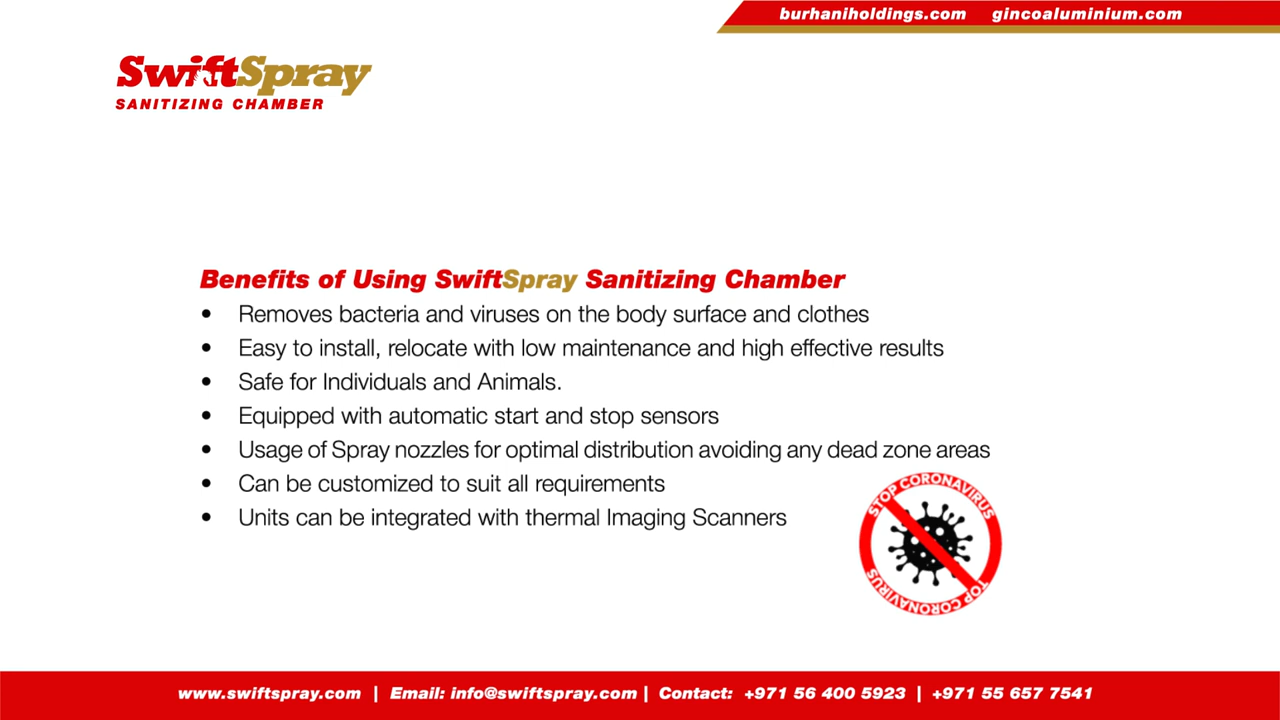 burhaniholdings.com gincoaluminium.com
SwiftSpray
SANITIZING CHAMBER
Benefits of Using SwiftSpray Sanitizing Chamber
• Removes bacteria and viruses on the body surface and clothes
• Easy to install, relocate with low maintenance and high effective results
• Safe for Individuals and Animals.
• Equipped with automatic start and stop sensors
• Usage of Spray nozzles for optimal distribution avoiding any dead zone areas
• Can be customized to suit all requirements
• Units can be integrated with thermal Imaging Scanners
STOP CORONAVIRUS
STOP CORONAVIRUS
www.swiftspray.com | Email: info@swiftspray.com | Contact: +971 56 400 5923 | +971 55 657 7541